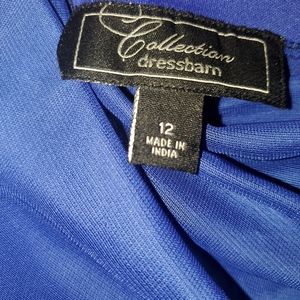 Collection
dressbarn
12
MADE IN
INDIA